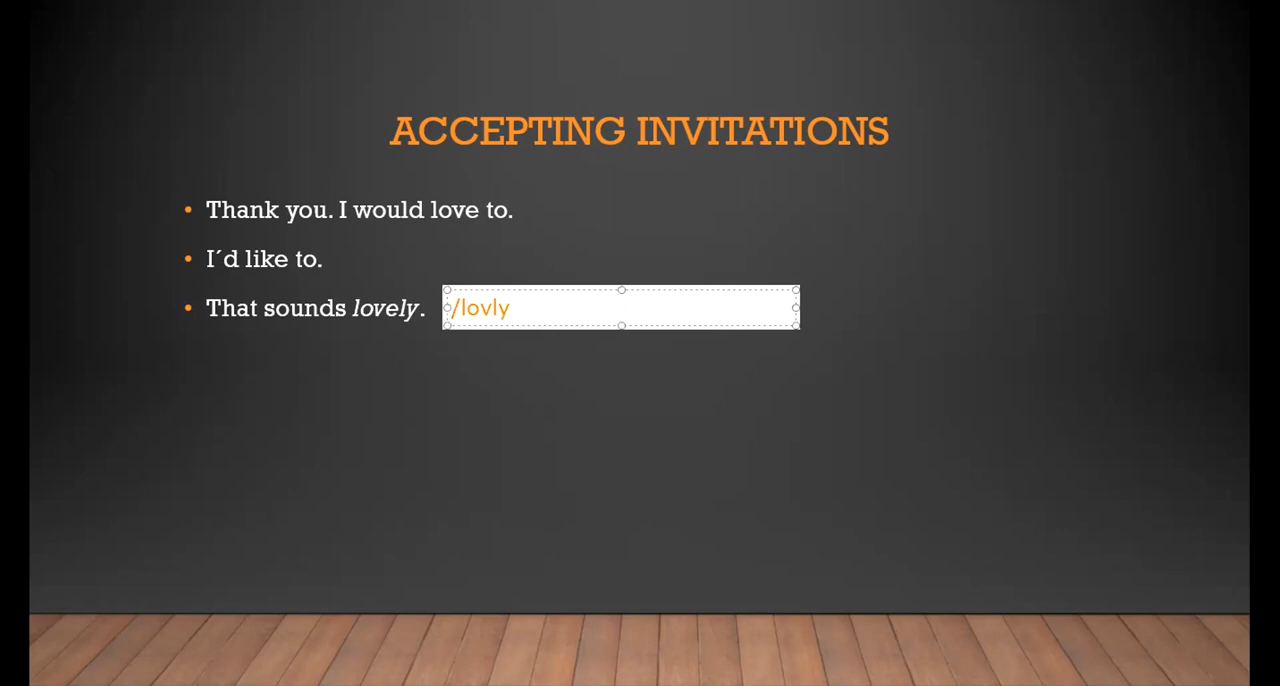 ACCEPTING INVITATIONS
• Thank you. I would love to.
• I´d like to.
• That sounds lovely. /lovly